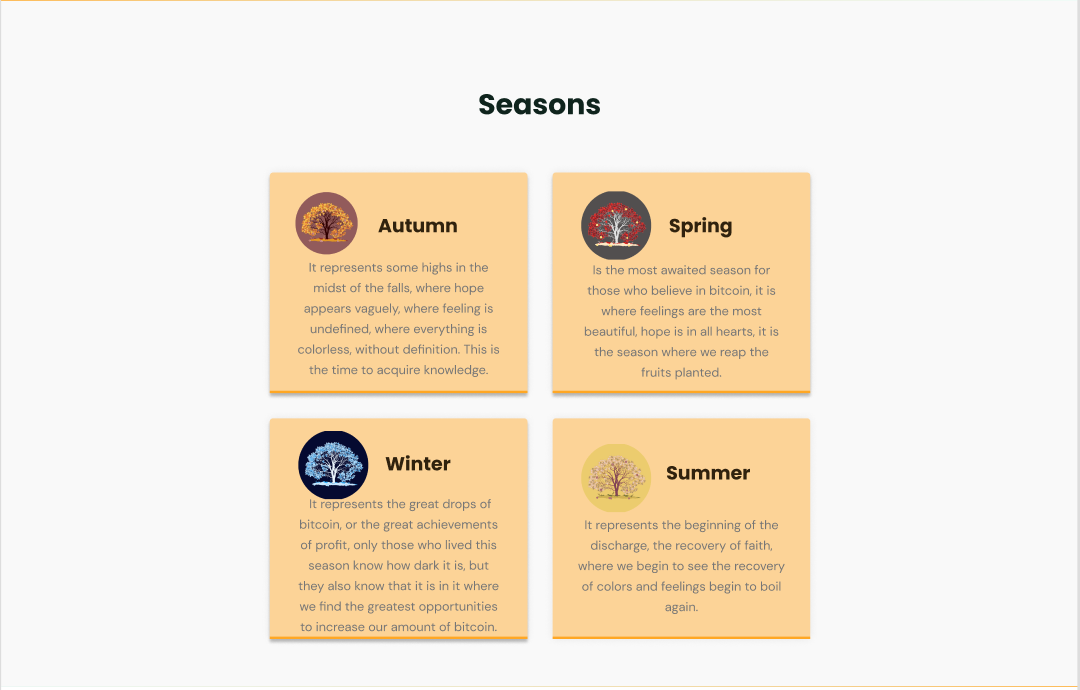 Seasons
Autumn
It represents some highs in the
midst of the falls, where hope
appears vaguely, where feeling is
undefined, where everything is
colorless, without definition. This is
the time to acquire knowledge.
Spring
Is the most awaited season for
those who believe in bitcoin, it is
where feelings are the most
beautiful, hope is in all hearts, it is
the season where we reap the
fruits planted.
Winter
It represents the great drops of
bitcoin, or the great achievements
of profit, only those who lived this
season know how dark it is, but
they also know that it is in it where
we find the greatest opportunities
to increase our amount of bitcoin.
Summer
It represents the beginning of the
discharge, the recovery of faith,
where we begin to see the recovery
of colors and feelings begin to boil
again.